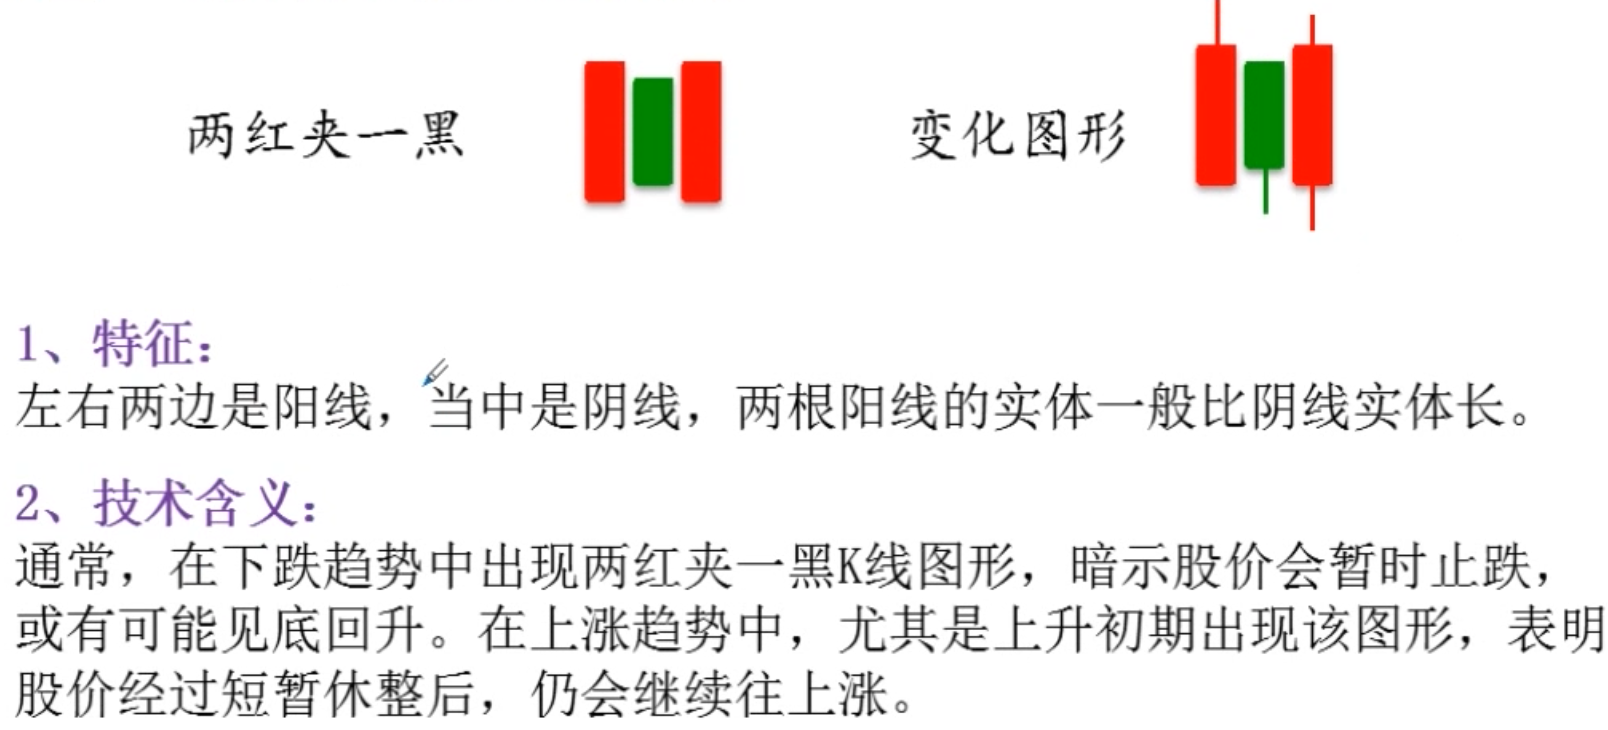 两红夹一黑
变化图形
1、特征：
左右两边是阳线，当中是阴线，两根阳线的实体一般比阴线实体长。
2、技术含义：
通常，在下跌趋势中出现两红夹一黑K线图形，暗示股价会暂时止跌，
或有可能见底回升。在上涨趋势中，尤其是上升初期出现该图形，表明
股价经过短暂休整后，仍会继续往上涨。